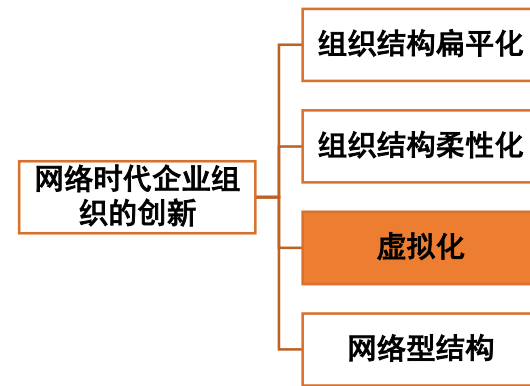 组织结构扁平化
组织结构柔性化
网络时代企业组
织的创新
虚拟化
网络型结构